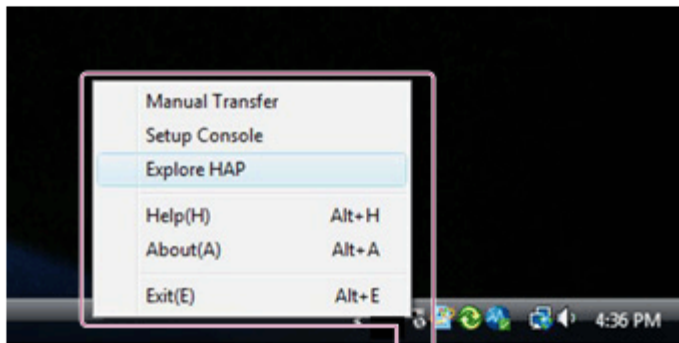 Manual Transfer
Setup Console
Explore HAP
Help(H) Alt+H
About(A) Alt+A
Exit(E) Alt+E
4:36 PM